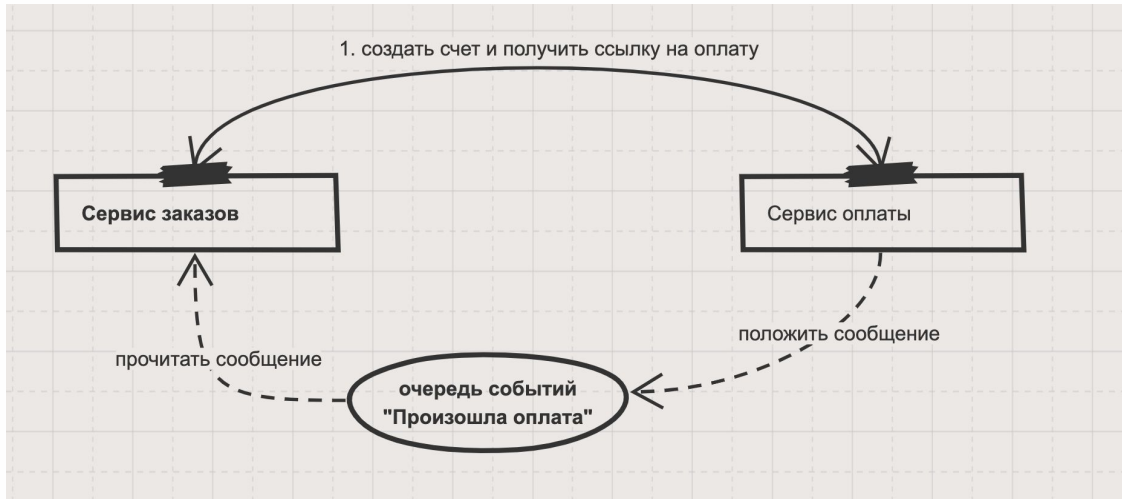 1. создать счет и получить ссылку на оплату
Сервис заказов
Сервис оплаты
положить сообщение
прочитать сообщение
очередь событий
"Произошла оплата"